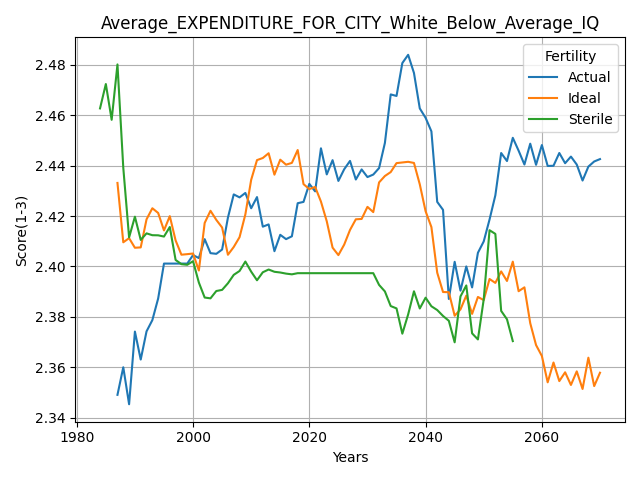 Average_EXPENDITURE_FOR_CITY_White_Below_Average_IQ
Fertility
Actual
Ideal
Sterile
Score(1-3)
2.48
2.46
2.44
2.42
2.40
2.38
2.36
2.34
1980
2000
2020
2040
2060
Years